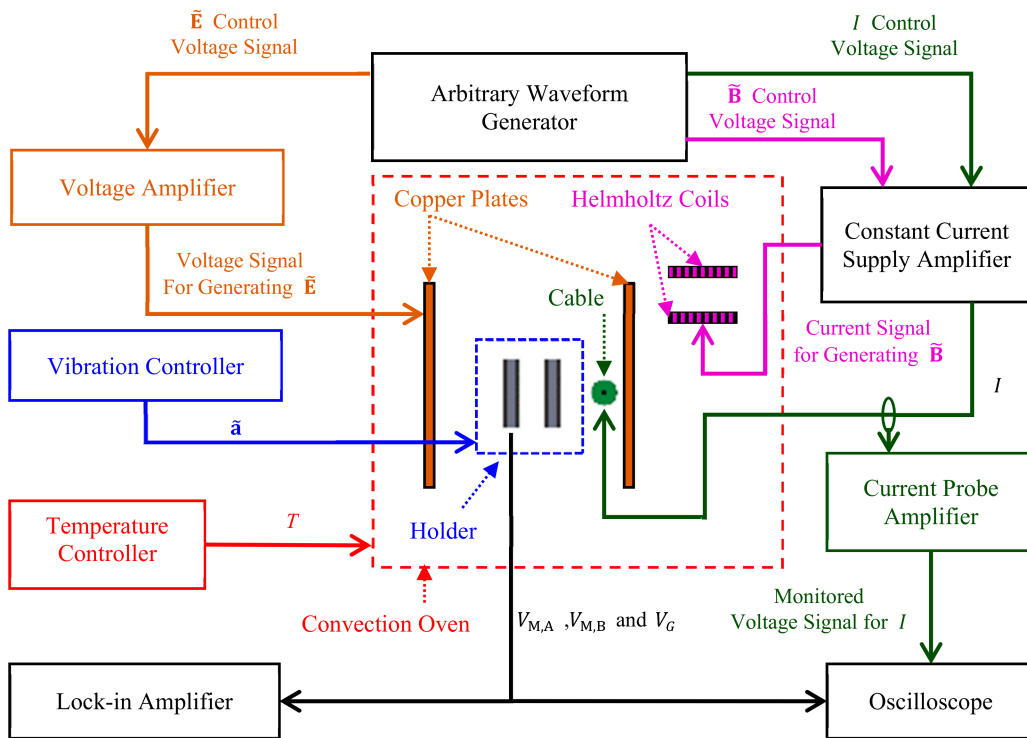 𝐄̃ Control
Voltage Signal
I Control
Voltage Signal
Arbitrary Waveform
Generator
𝐁̃ Control
Voltage Signal
Voltage Amplifier
Copper Plates
Helmholtz Coils
Constant Current
Supply Amplifier
Voltage Signal
For Generating 𝐄̃
Cable
Current Signal
for Generating 𝐁̃
Vibration Controller
I
𝐚̃
Current Probe
Amplifier
Holder
Temperature
Controller
T
Convection Oven
V_M,A ,V_M,B and V_G
Monitored
Voltage Signal for I
Lock-in Amplifier
Oscilloscope